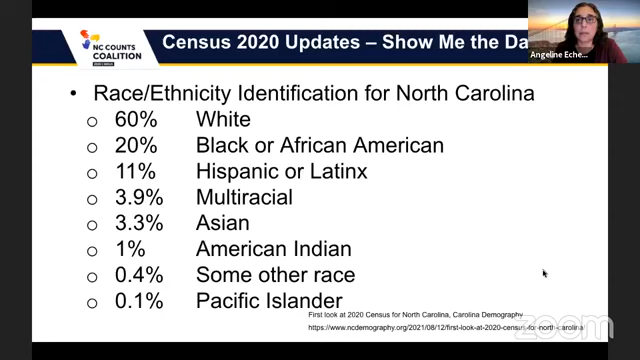 NC COUNTS
COALITION
Census 2020 Updates – Show Me the Da
Angeline Eche...
• Race/Ethnicity Identification for North Carolina
o 60% White
o 20% Black or African American
o 11% Hispanic or Latinx
o 3.9% Multiracial
o 3.3% Asian
o 1% American Indian
o 0.4% Some other race
o 0.1% Pacific Islander
First look at 2020 Census for North Carolina, Carolina Demography
https://www.ncdemography.org/2021/08/12/first-look-at-2020-census-for-north-carolina/
zoom